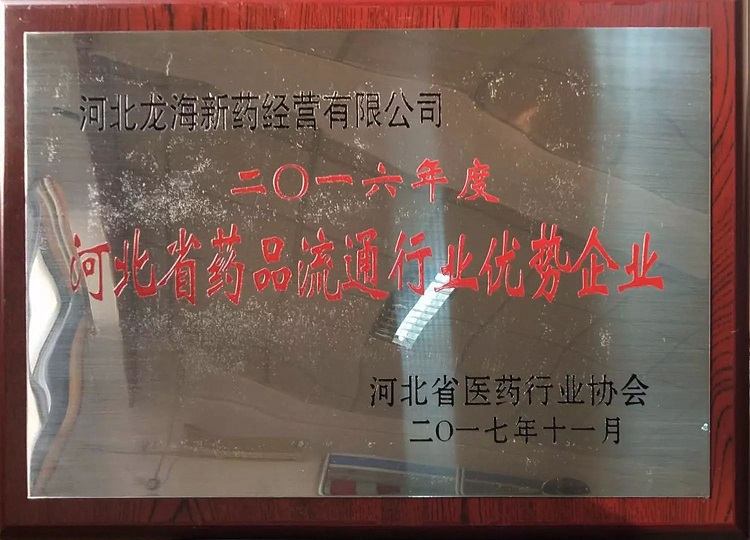 河北龙海新药经营有限公司
二〇一六年度
河北省药品流通行业优势企业
河北省医药行业协会
二〇一七年十一月